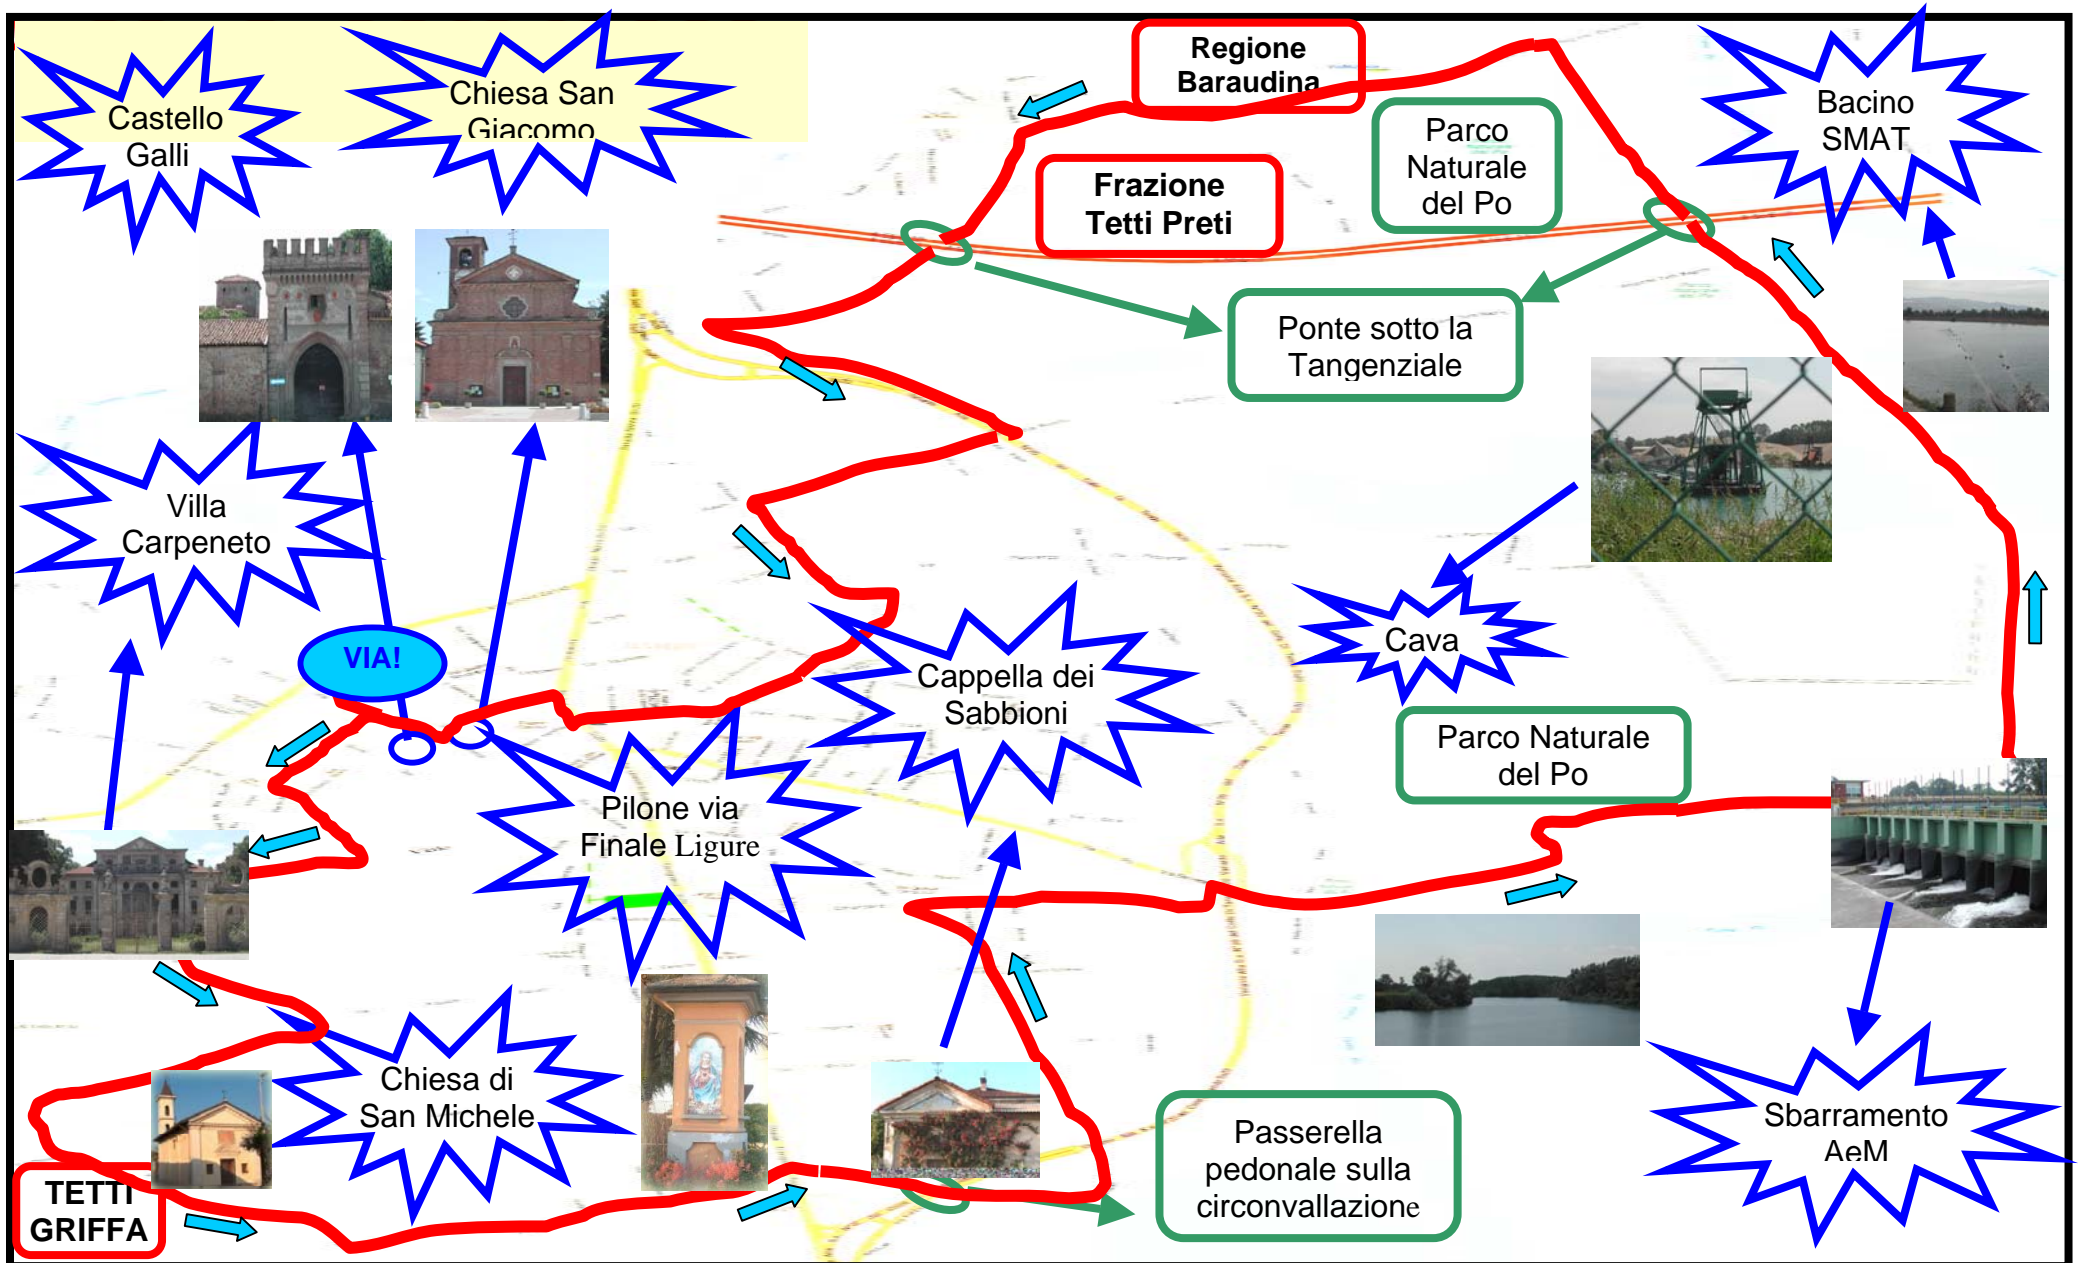 Castello
Galli
Chiesa San
Giacomo
Regione
Baraudina
Parco
Naturale
del Po
Bacino
SMAT
Frazione
Tetti Preti
Ponte sotto la
Tangenziale
Villa
Carpeneto
VIA!
Cava
Cappella dei
Sabbioni
Parco Naturale
del Po
Pilone via
Finale Ligure
Chiesa di
San Michele
Passerella
pedonale sulla
circonvallazione
Sbarramento
AeM
TETTI
GRIFFA